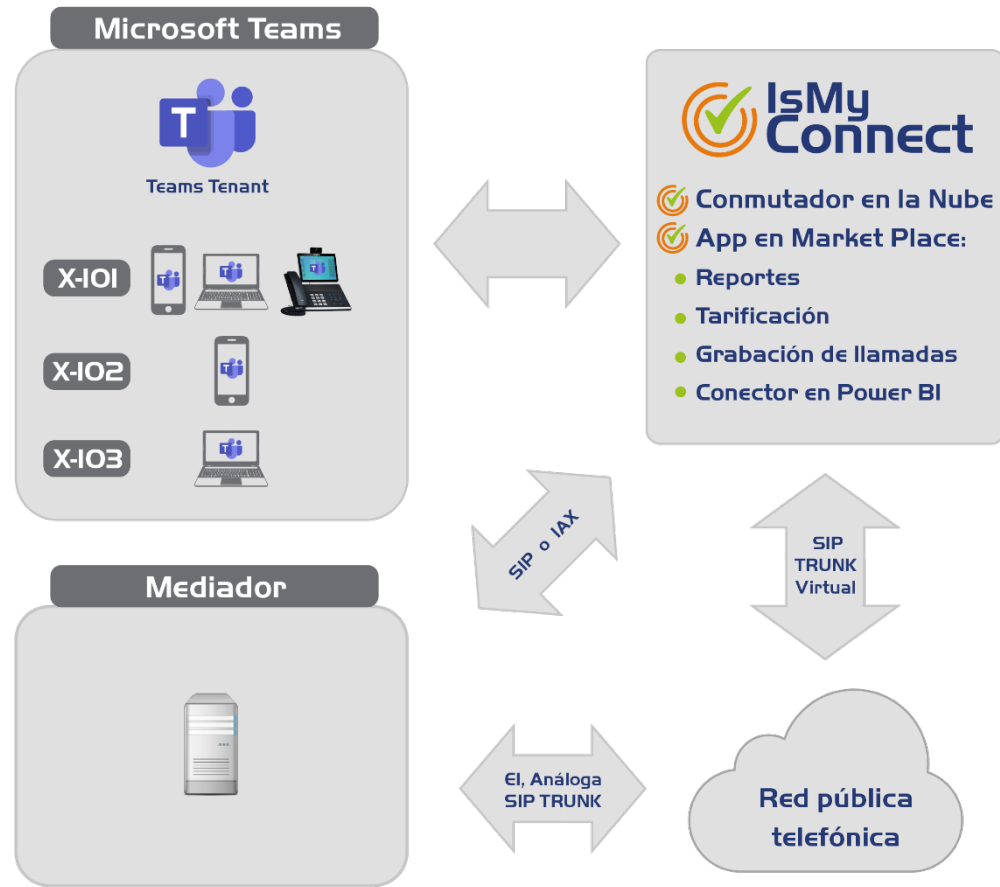 Microsoft Teams
T
Teams Tenant
X-101
X-102
X-103
IsMy
Connect
Conmutador en la Nube
App en Market Place:
Reportes
Tarificación
Grabación de llamadas
Conector en Power BI
SIP o IAX
SIP
TRUNK
Virtual
Mediador
E1, Análoga
SIP TRUNK
Red pública
telefónica